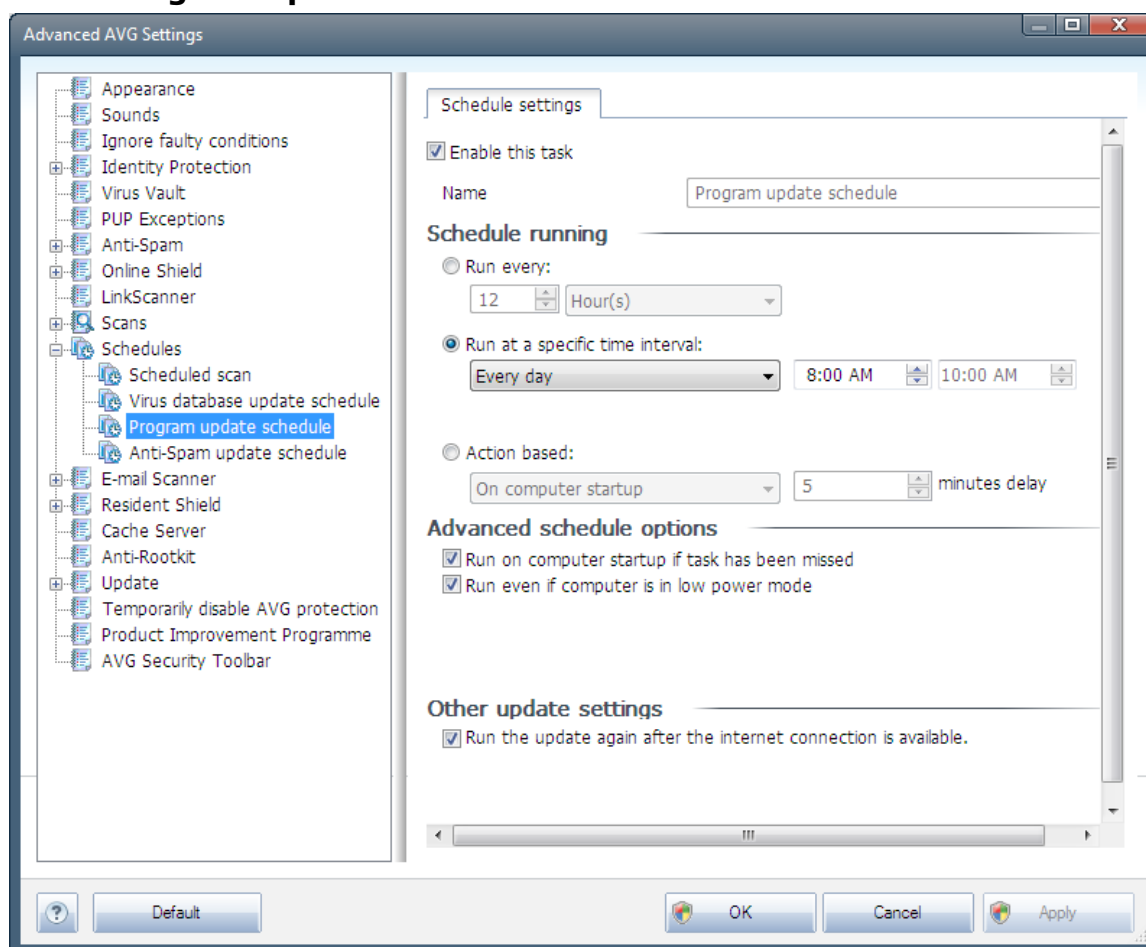 Advanced AVG Settings
X
Appearance
Sounds
Ignore faulty conditions
Identity Protection
Virus Vault
PUP Exceptions
Anti-Spam
Online Shield
LinkScanner
Scans
Schedules
Scheduled scan
Virus database update schedule
Program update schedule
Anti-Spam update schedule
E-mail Scanner
Resident Shield
Cache Server
Anti-Rootkit
Update
Temporarily disable AVG protection
Product Improvement Programme
AVG Security Toolbar
Schedule settings
Enable this task
Name Program update schedule
Schedule running
Run every:
12 Hour(s)
Run at a specific time interval:
Every day 8:00 AM 10:00 AM
Action based:
On computer startup 5 minutes delay
Advanced schedule options
Run on computer startup if task has been missed
Run even if computer is in low power mode
Other update settings
Run the update again after the internet connection is available.
? Default OK Cancel Apply